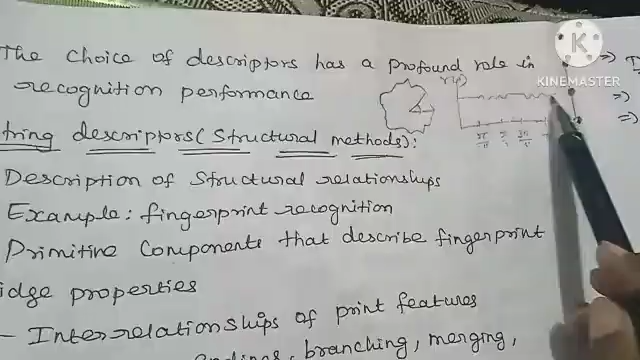 The choice of descriptors has a profound role in
recognition performance
tring descriptors (Structural methods):
Description of Structural relationships
Example: fingerprint recognition
Primitive Components that describe fingerprint
idge properties
- Interrelationships of print features
endings, branching, merging,
r(φ)
KINEMASTER